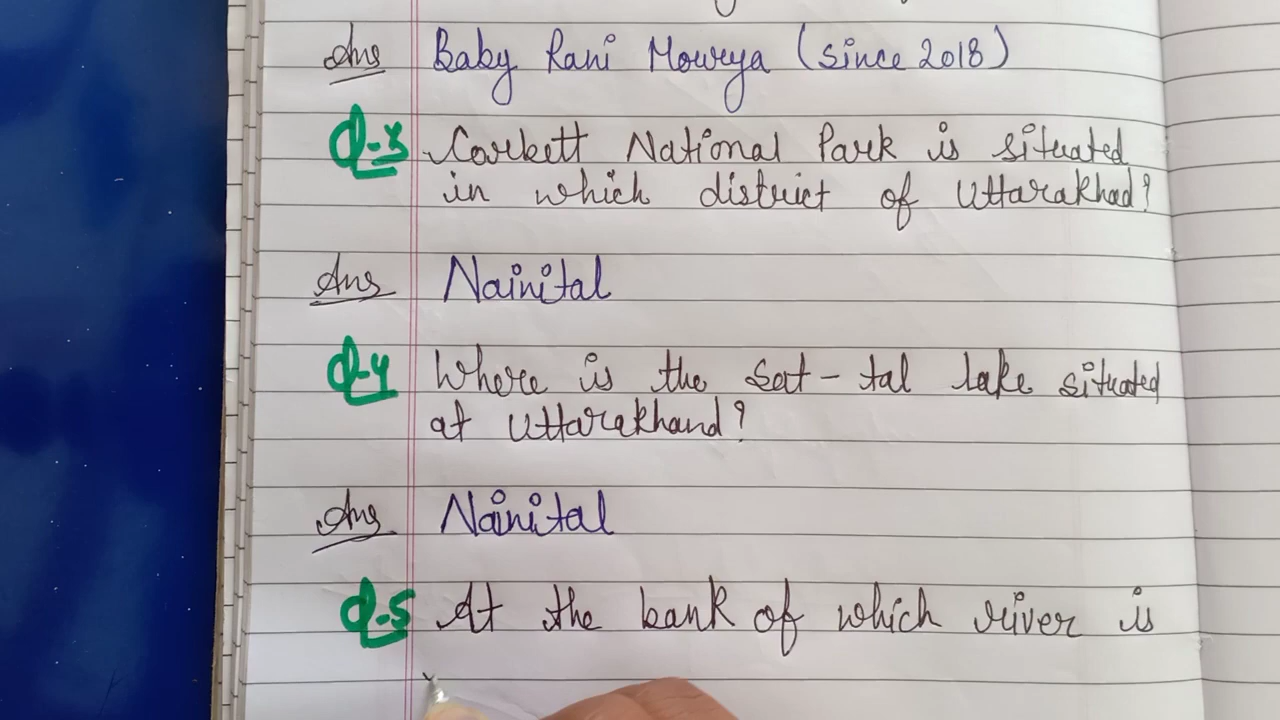 Ans Baby Rani Mowrya (since 2018)
Q-3 Corbett National Park is situated
in which district of Uttarakhad?
Ans Nainital
Q-4 Where is the Sat-tal lake situated
at Uttarakhand?
Ans Nainital
Q-5 At the bank of which river is